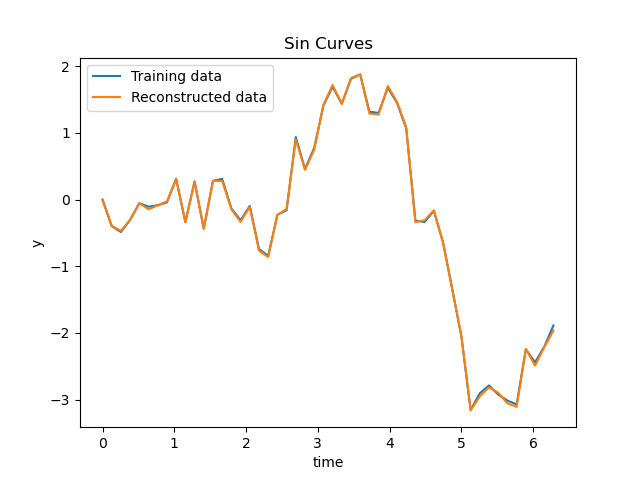 Sin Curves
Training data
Reconstructed data
2
1
0
−1
−2
−3
y
0 1 2 3 4 5 6
time